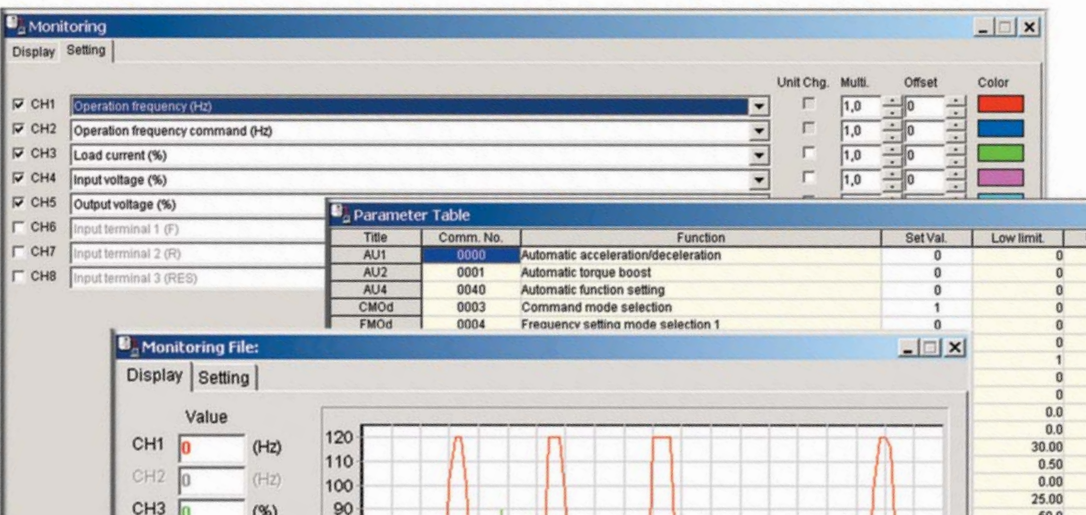 Monitoring
Display Setting
Unit Chg. Multi. Offset Color
CH1 Operation frequency (Hz) 1,0 0
CH2 Operation frequency command (Hz) 1,0 0
CH3 Load current (%) 1,0 0
CH4 Input voltage (%) 1,0 0
CH5 Output voltage (%)
CH6 Input terminal 1 (F)
CH7 Input terminal 2 (R)
CH8 Input terminal 3 (RES)
Parameter Table
Title Comm. No. Function Set Val. Low limit.
AU1 0000 Automatic acceleration/deceleration 0 0
AU2 0001 Automatic torque boost 0 0
AU4 0040 Automatic function setting 0 0
CMOd 0003 Command mode selection 1 0
FMOd 0004 Frequency setting mode selection 1 0 0
0
1
0
0
0.0
0.0
30.00
0.50
0.00
25.00
Monitoring File:
Display Setting
Value
CH1 0 (Hz)
CH2 0 (Hz)
CH3 0 (%)
120
110
100
90